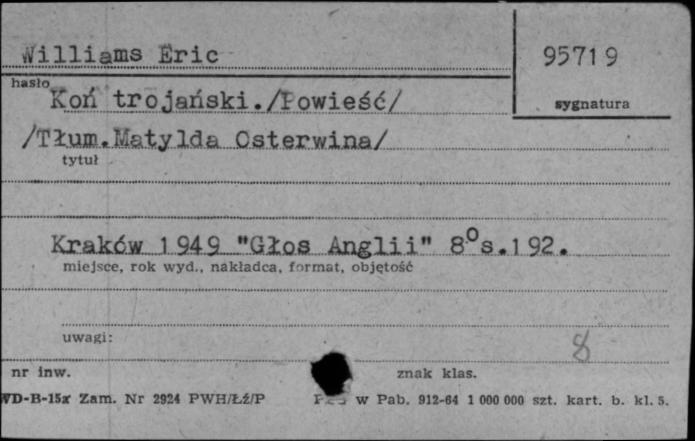 Williams Eric
95719
hasło
sygnatura
Koń trojański./Powieść/
/Tłum.Matylda Osterwina/
tytuł
Kraków 1949 "Głos Anglii" 8⁰s.192.
miejsce, rok wyd., nakładca, format, objętość
uwagi:
8
nr inw.
znak klas.
WD-B-15x Zam. Nr 2924 PWH/Łź/P w Pab. 912-64 1 000 000 szt. kart. b. kl. 5.